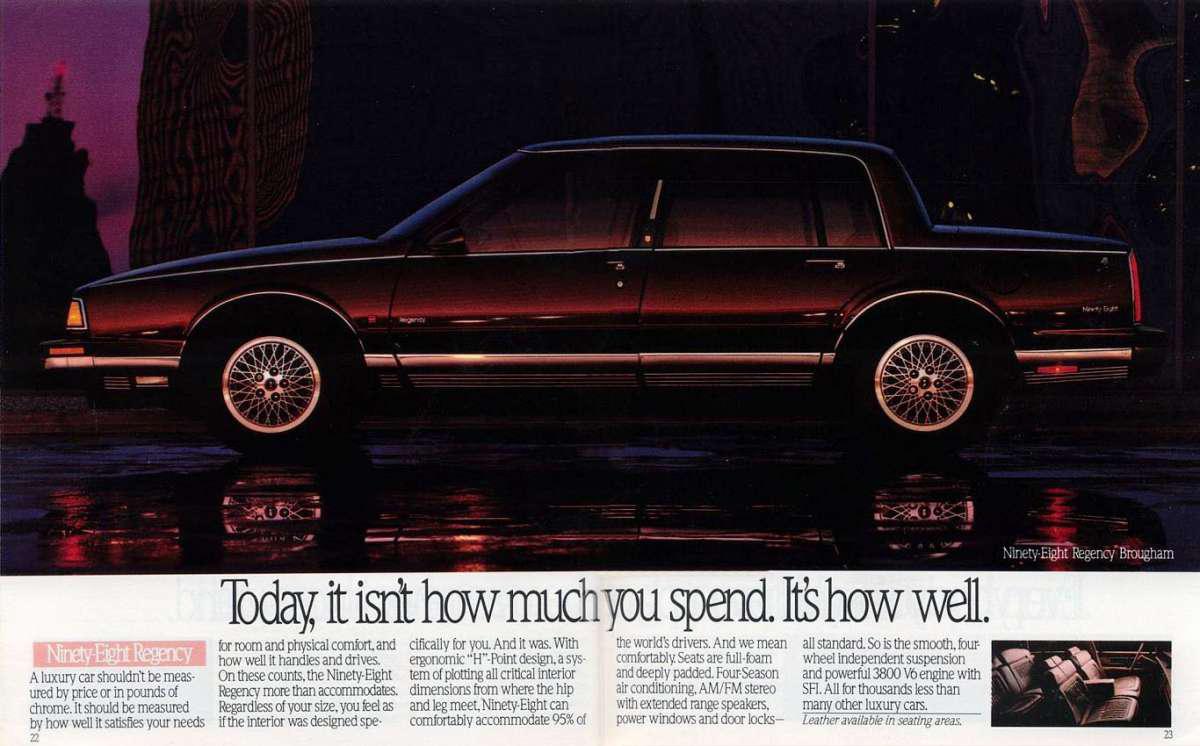 Regency
Ninety Eight
Ninety-Eight Regency Brougham
Today, it isn't how much you spend. It's how well.
Ninety-Eight Regency
A luxury car shouldn't be meas-
ured by price or in pounds of
chrome. It should be measured
by how well it satisfies your needs
22
for room and physical comfort, and
how well it handles and drives.
On these counts, the Ninety-Eight
Regency more than accommodates.
Regardless of your size, you feel as
if the interior was designed spe-
cifically for you. And it was. With
ergonomic "H"-Point design, a sys-
tem of plotting all critical interior
dimensions from where the hip
and leg meet, Ninety-Eight can
comfortably accommodate 95% of
the world's drivers. And we mean
comfortably. Seats are full-foam
and deeply padded. Four-Season
air conditioning, AM/FM stereo
with extended range speakers,
power windows and door locks—
all standard. So is the smooth, four-
wheel independent suspension
and powerful 3800 V6 engine with
SFI. All for thousands less than
many other luxury cars.
Leather available in seating areas.
23